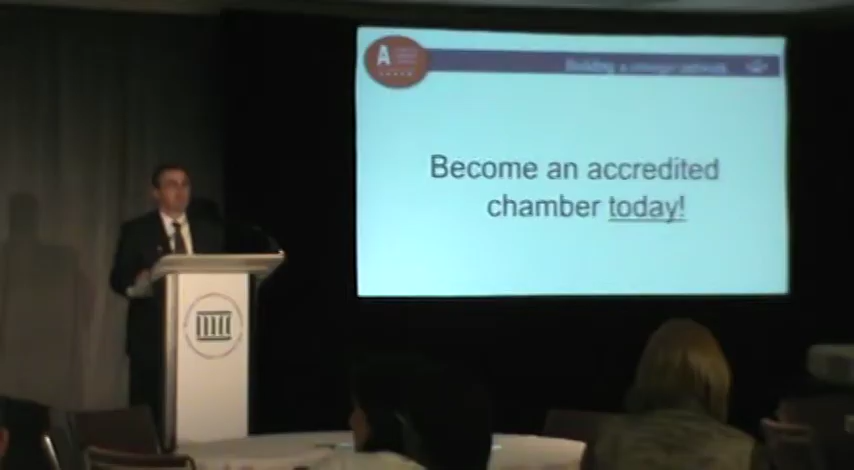 A
Building a stronger network
Become an accredited
chamber today!